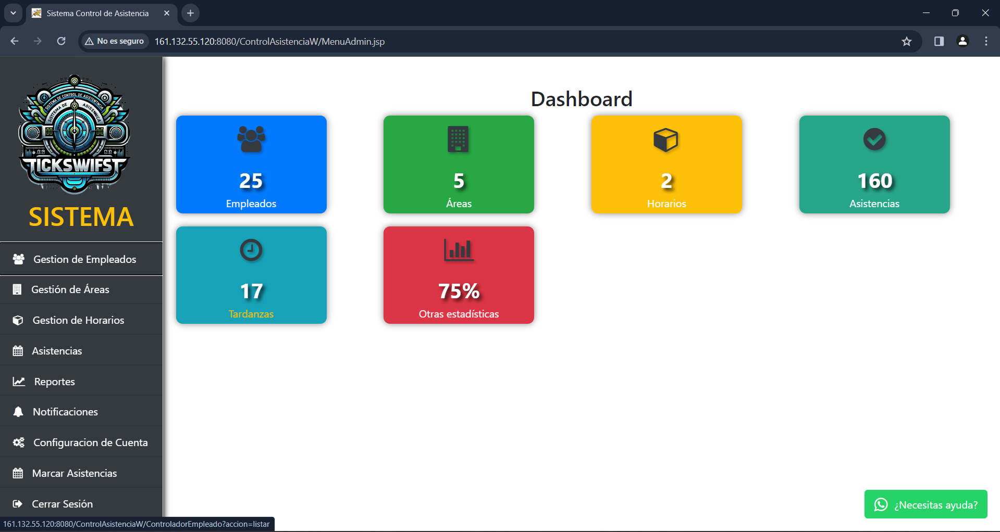 Sistema Control de Asistencia
No es seguro
161.132.55.120:8080/ControlAsistenciaW/MenuAdmin.jsp
SISTEMA DE
ASISTENNICA
TICKSWIFST
SISTEMA
Gestion de Empleados
Gestión de Áreas
Gestion de Horarios
Asistencias
Reportes
Notificaciones
Configuracion de Cuenta
Marcar Asistencias
Cerrar Sesión
Dashboard
25
Empleados
5
Áreas
2
Horarios
160
Asistencias
17
Tardanzas
75%
Otras estadísticas
¿Necesitas ayuda?
161.132.55.120:8080/ControlAsistenciaW/ControladorEmpleado?accion=listar